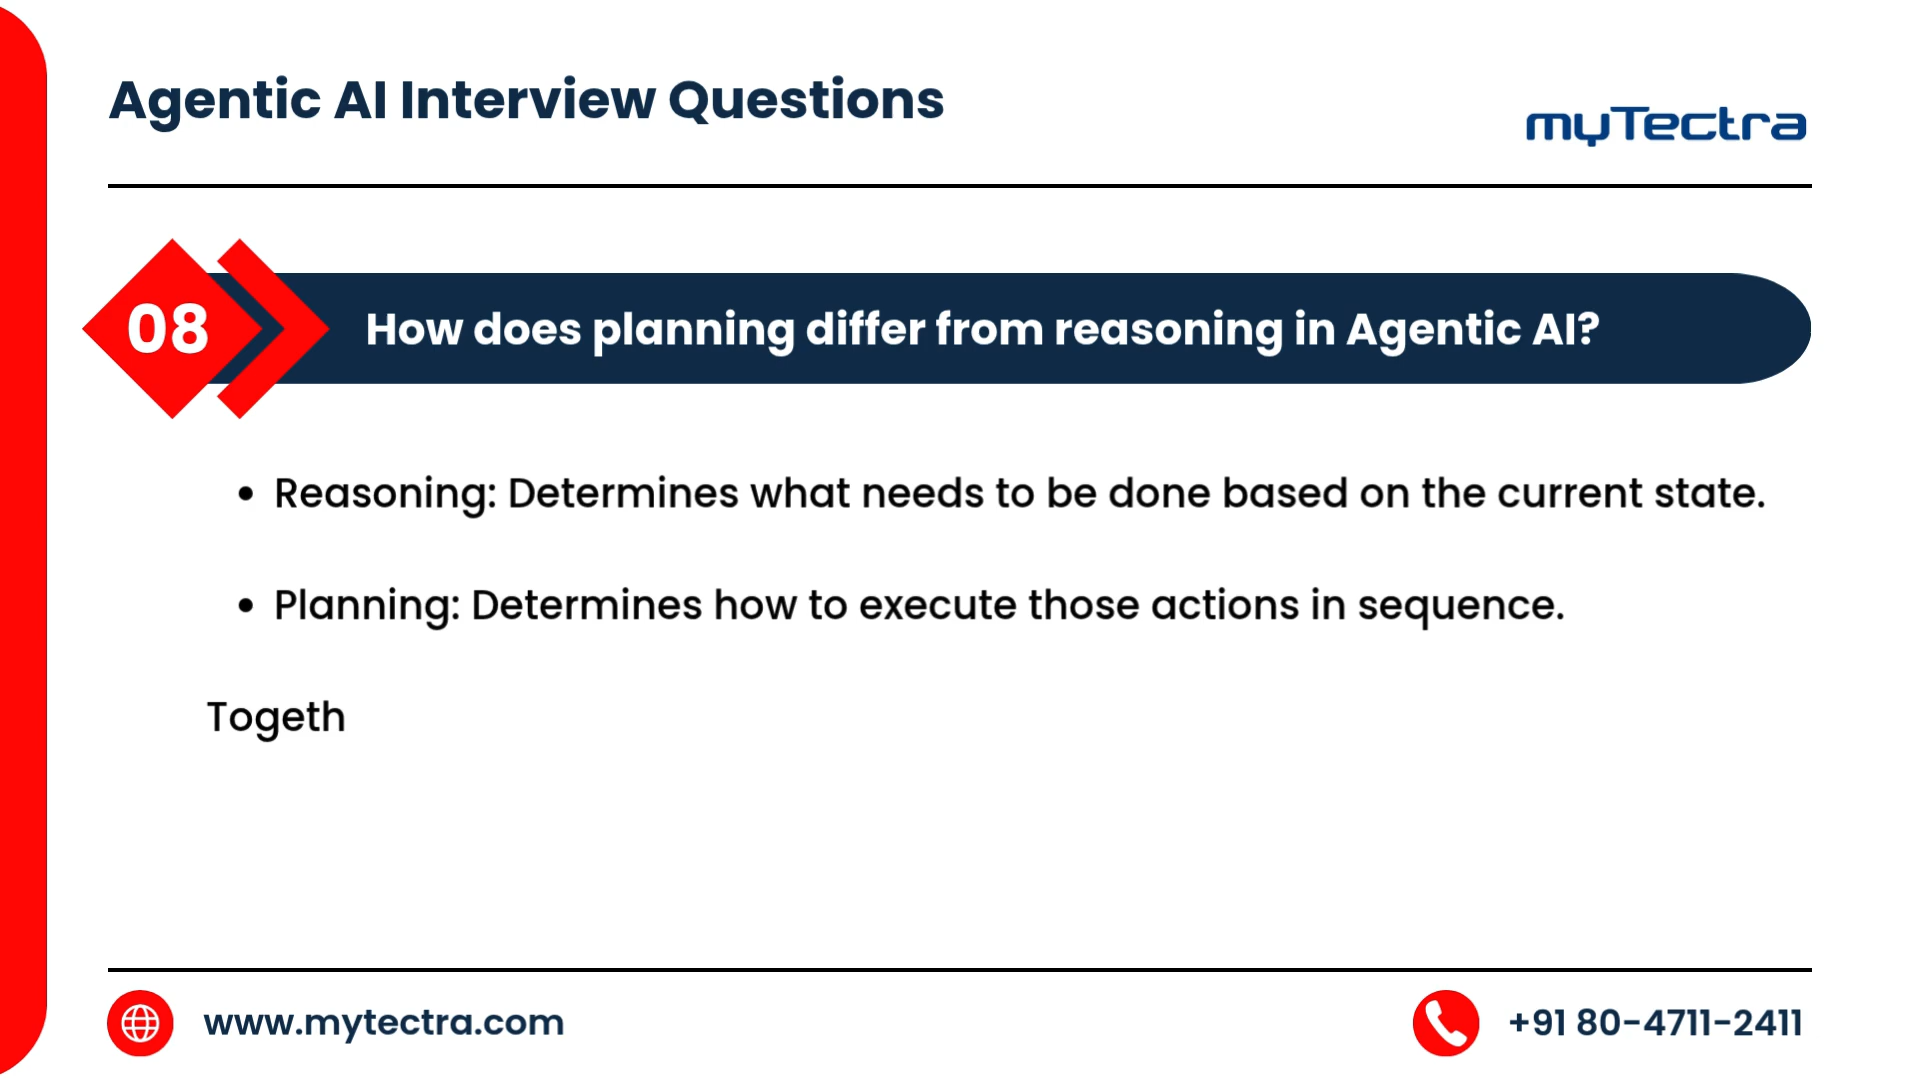 Agentic AI Interview Questions
myTectra
08
How does planning differ from reasoning in Agentic AI?
• Reasoning: Determines what needs to be done based on the current state.
• Planning: Determines how to execute those actions in sequence.
Togeth
www.mytectra.com
+91 80-4711-2411